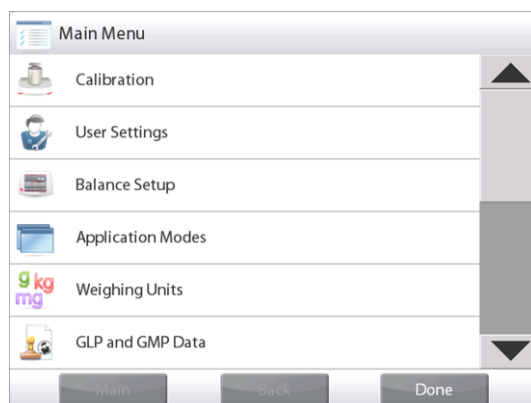 Main Menu
Calibration
User Settings
Balance Setup
Application Modes
g kg
mg
Weighing Units
GLP and GMP Data
Main Back Done